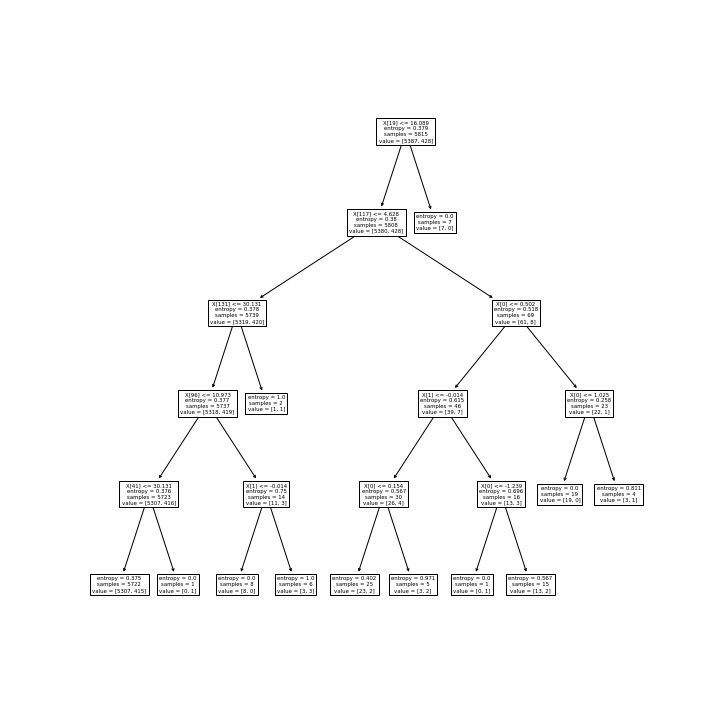 X[19] <= 16.089
entropy = 0.379
samples = 5815
value = [5387, 428]
X[117] <= 4.628
entropy = 0.38
samples = 5808
value = [5380, 428]
entropy = 0.0
samples = 7
value = [7, 0]
X[131] <= 30.131
entropy = 0.378
samples = 5739
value = [5319, 420]
X[0] <= 0.502
entropy = 0.518
samples = 69
value = [61, 8]
X[96] <= 10.973
entropy = 0.377
samples = 5737
value = [5318, 419]
entropy = 1.0
samples = 2
value = [1, 1]
X[1] <= -0.014
entropy = 0.615
samples = 46
value = [39, 7]
X[0] <= 1.025
entropy = 0.258
samples = 23
value = [22, 1]
X[41] <= 30.131
entropy = 0.376
samples = 5723
value = [5307, 416]
X[1] <= -0.014
entropy = 0.75
samples = 14
value = [11, 3]
X[0] <= 0.154
entropy = 0.567
samples = 30
value = [26, 4]
X[0] <= -1.239
entropy = 0.696
samples = 16
value = [13, 3]
entropy = 0.0
samples = 19
value = [19, 0]
entropy = 0.811
samples = 4
value = [3, 1]
entropy = 0.375
samples = 5722
value = [5307, 415]
entropy = 0.0
samples = 1
value = [0, 1]
entropy = 0.0
samples = 8
value = [8, 0]
entropy = 1.0
samples = 6
value = [3, 3]
entropy = 0.402
samples = 25
value = [23, 2]
entropy = 0.971
samples = 5
value = [3, 2]
entropy = 0.0
samples = 1
value = [0, 1]
entropy = 0.567
samples = 15
value = [13, 2]